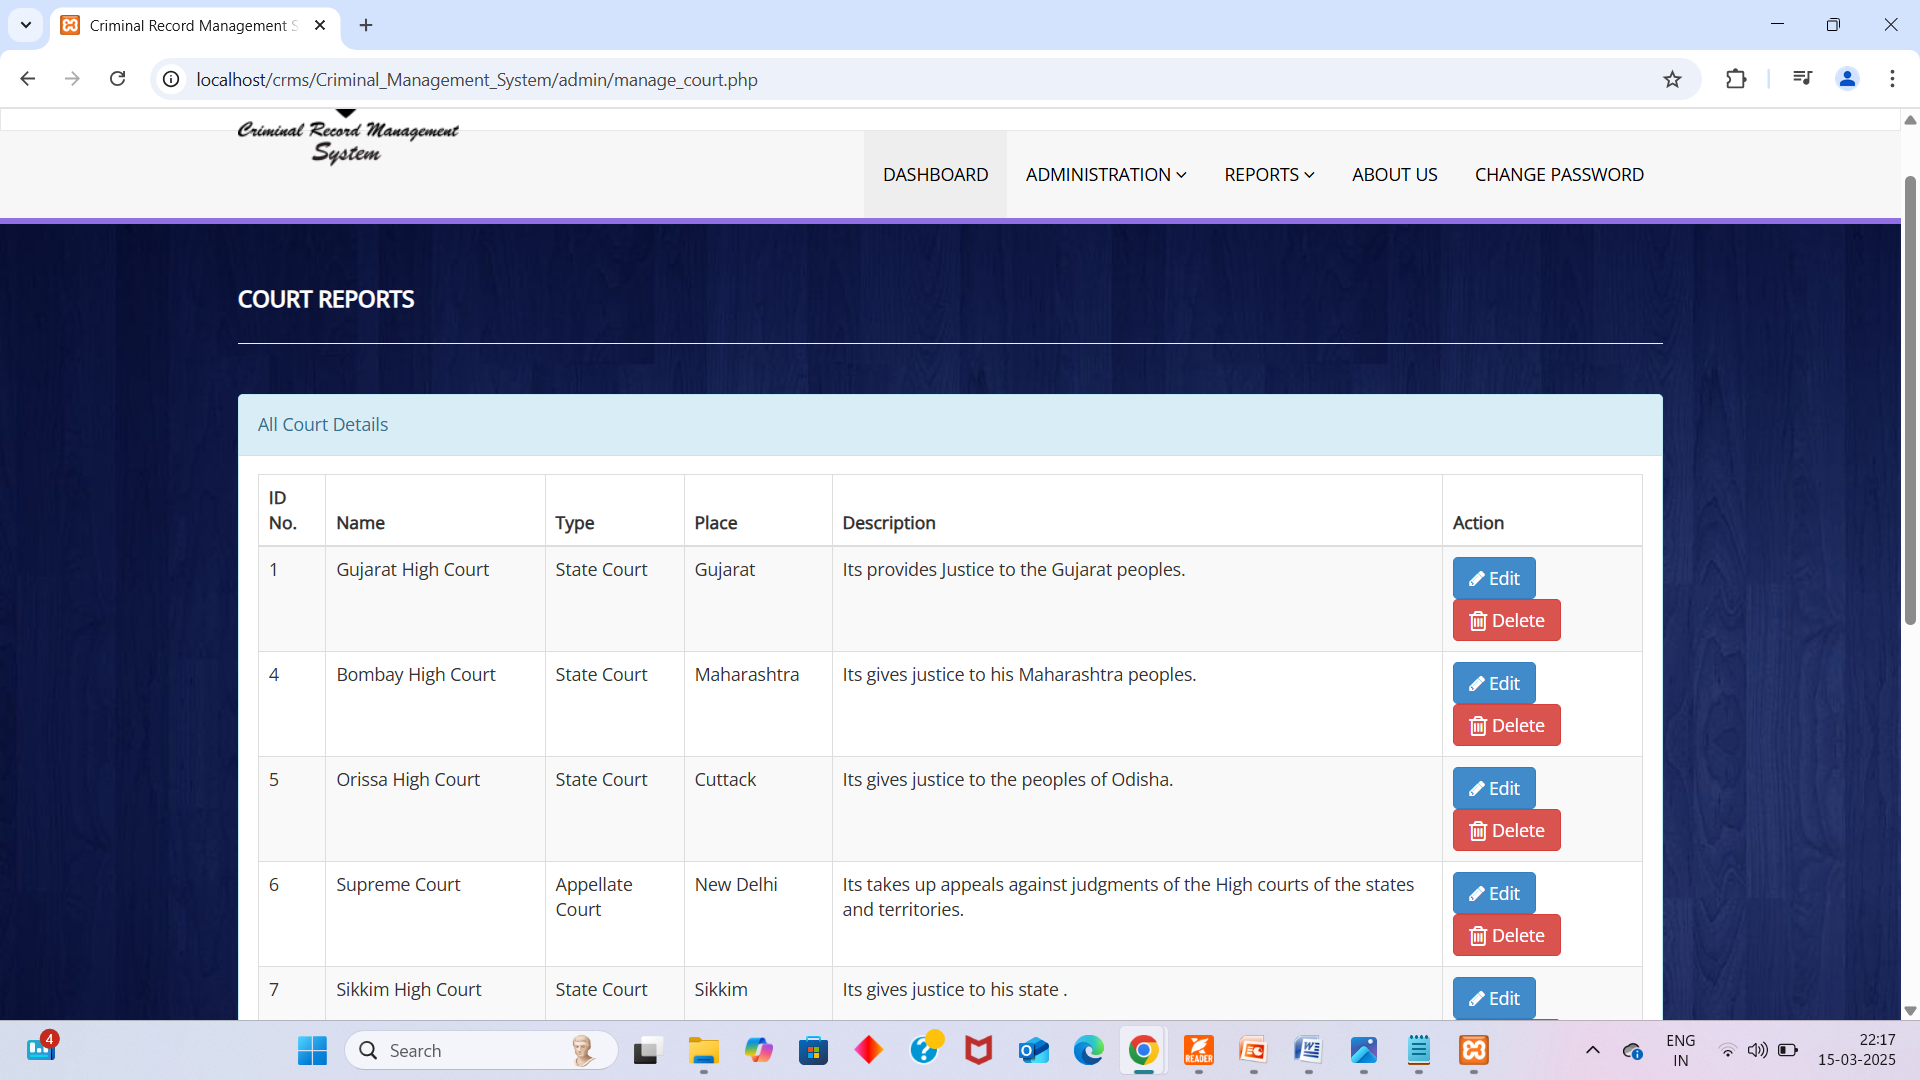 Criminal Record Management S
localhost/crms/Criminal_Management_System/admin/manage_court.php
Criminal Record Management
System
DASHBOARD ADMINISTRATION REPORTS ABOUT US CHANGE PASSWORD
COURT REPORTS
All Court Details
ID
No. Name Type Place Description Action
1 Gujarat High Court State Court Gujarat Its provides Justice to the Gujarat peoples. Edit
Delete
4 Bombay High Court State Court Maharashtra Its gives justice to his Maharashtra peoples. Edit
Delete
5 Orissa High Court State Court Cuttack Its gives justice to the peoples of Odisha. Edit
Delete
6 Supreme Court Appellate New Delhi Its takes up appeals against judgments of the High courts of the states Edit
Court and territories.
Delete
7 Sikkim High Court State Court Sikkim Its gives justice to his state . Edit
4 Search READER ENG 22:17
IN 15-03-2025